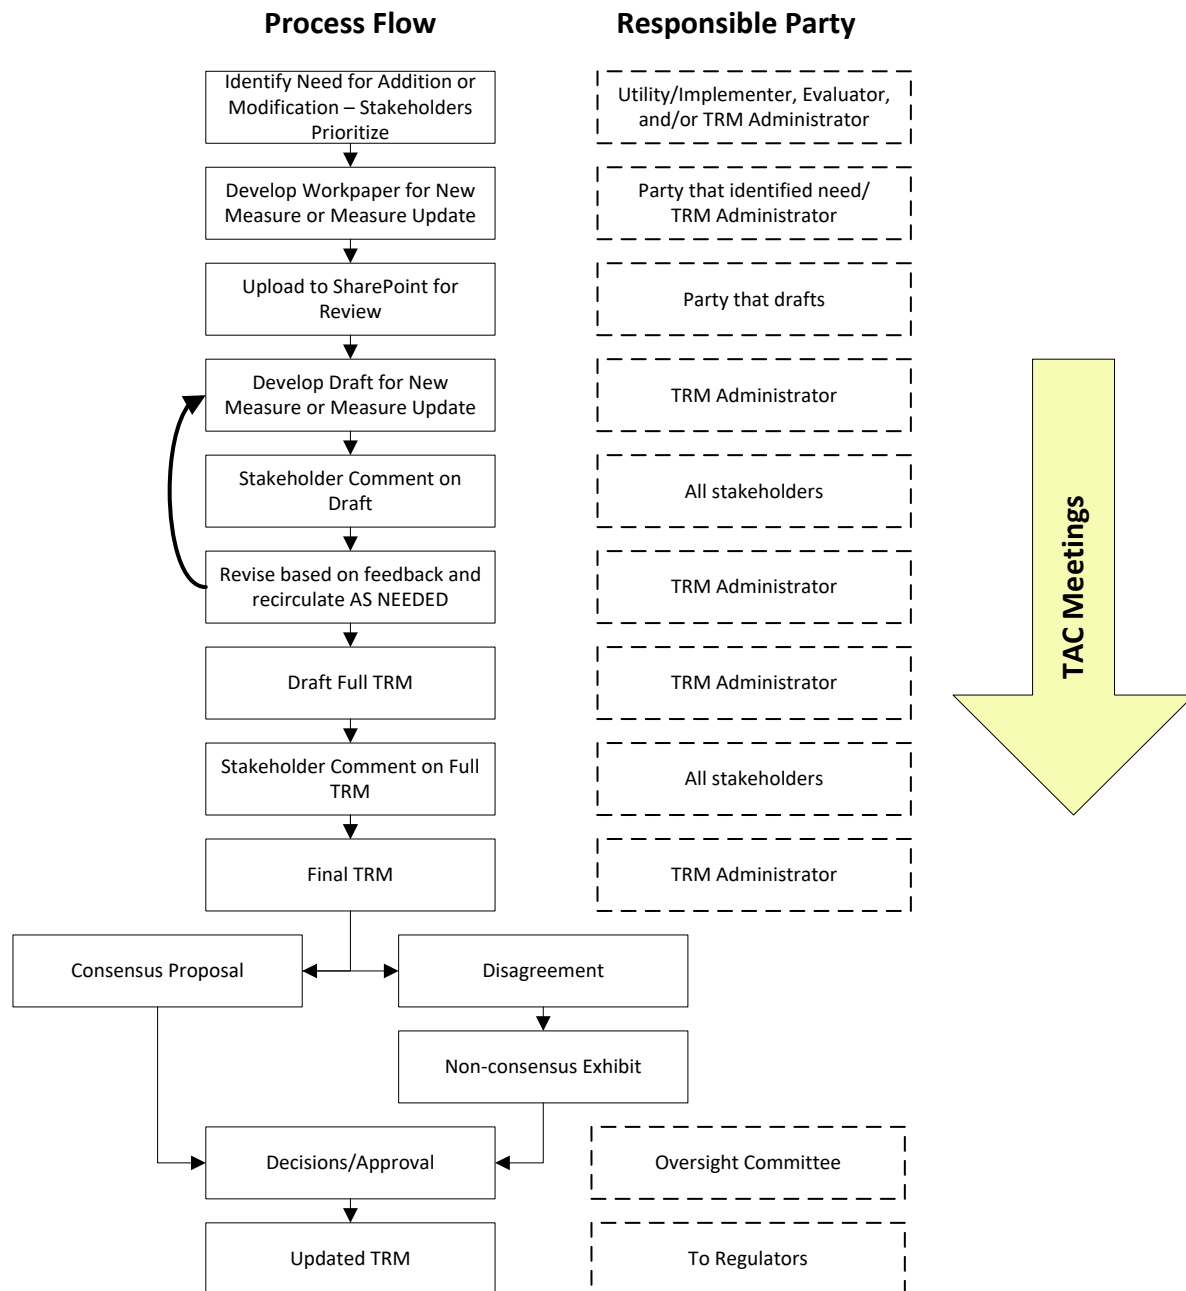 Process Flow
Responsible Party
Identify Need for Addition or
Modification – Stakeholders
Prioritize
Utility/Implementer, Evaluator,
and/or TRM Administrator
Develop Workpaper for New
Measure or Measure Update
Party that identified need/
TRM Administrator
Upload to SharePoint for
Review
Party that drafts
Develop Draft for New
Measure or Measure Update
TRM Administrator
Stakeholder Comment on
Draft
All stakeholders
Revise based on feedback and
recirculate AS NEEDED
TRM Administrator
Draft Full TRM
TRM Administrator
Stakeholder Comment on Full
TRM
All stakeholders
Final TRM
TRM Administrator
TAC Meetings
Consensus Proposal
Disagreement
Non-consensus Exhibit
Decisions/Approval
Oversight Committee
Updated TRM
To Regulators